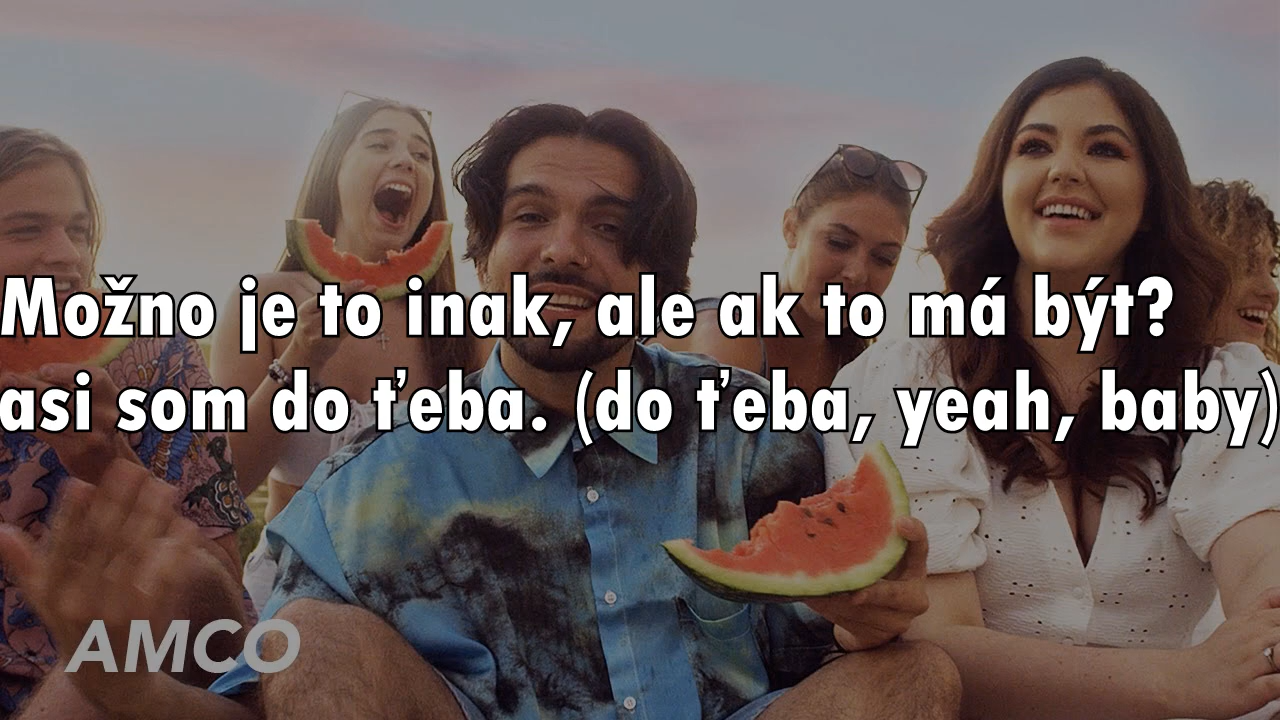 Možno je to inak, ale ak to má být?
asi som do ťeba. (do ťeba, yeah, baby)
AMCO